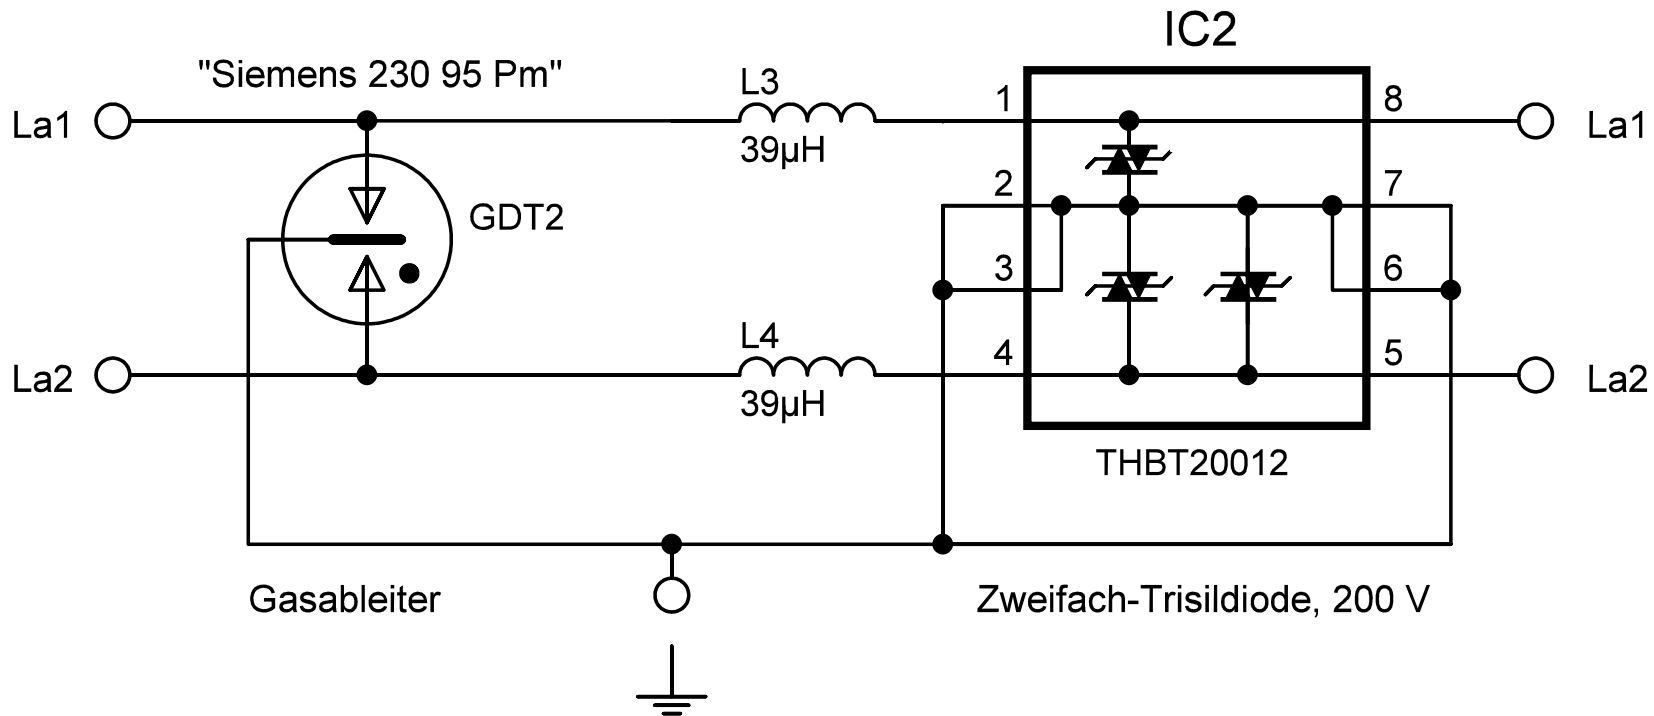 IC2
"Siemens 230 95 Pm"
L3
La1
39µH
1
8
La1
2
7
GDT2
3
6
L4
4
5
La2
39µH
La2
THBT20012
Gasableiter
Zweifach-Trisildiode, 200 V